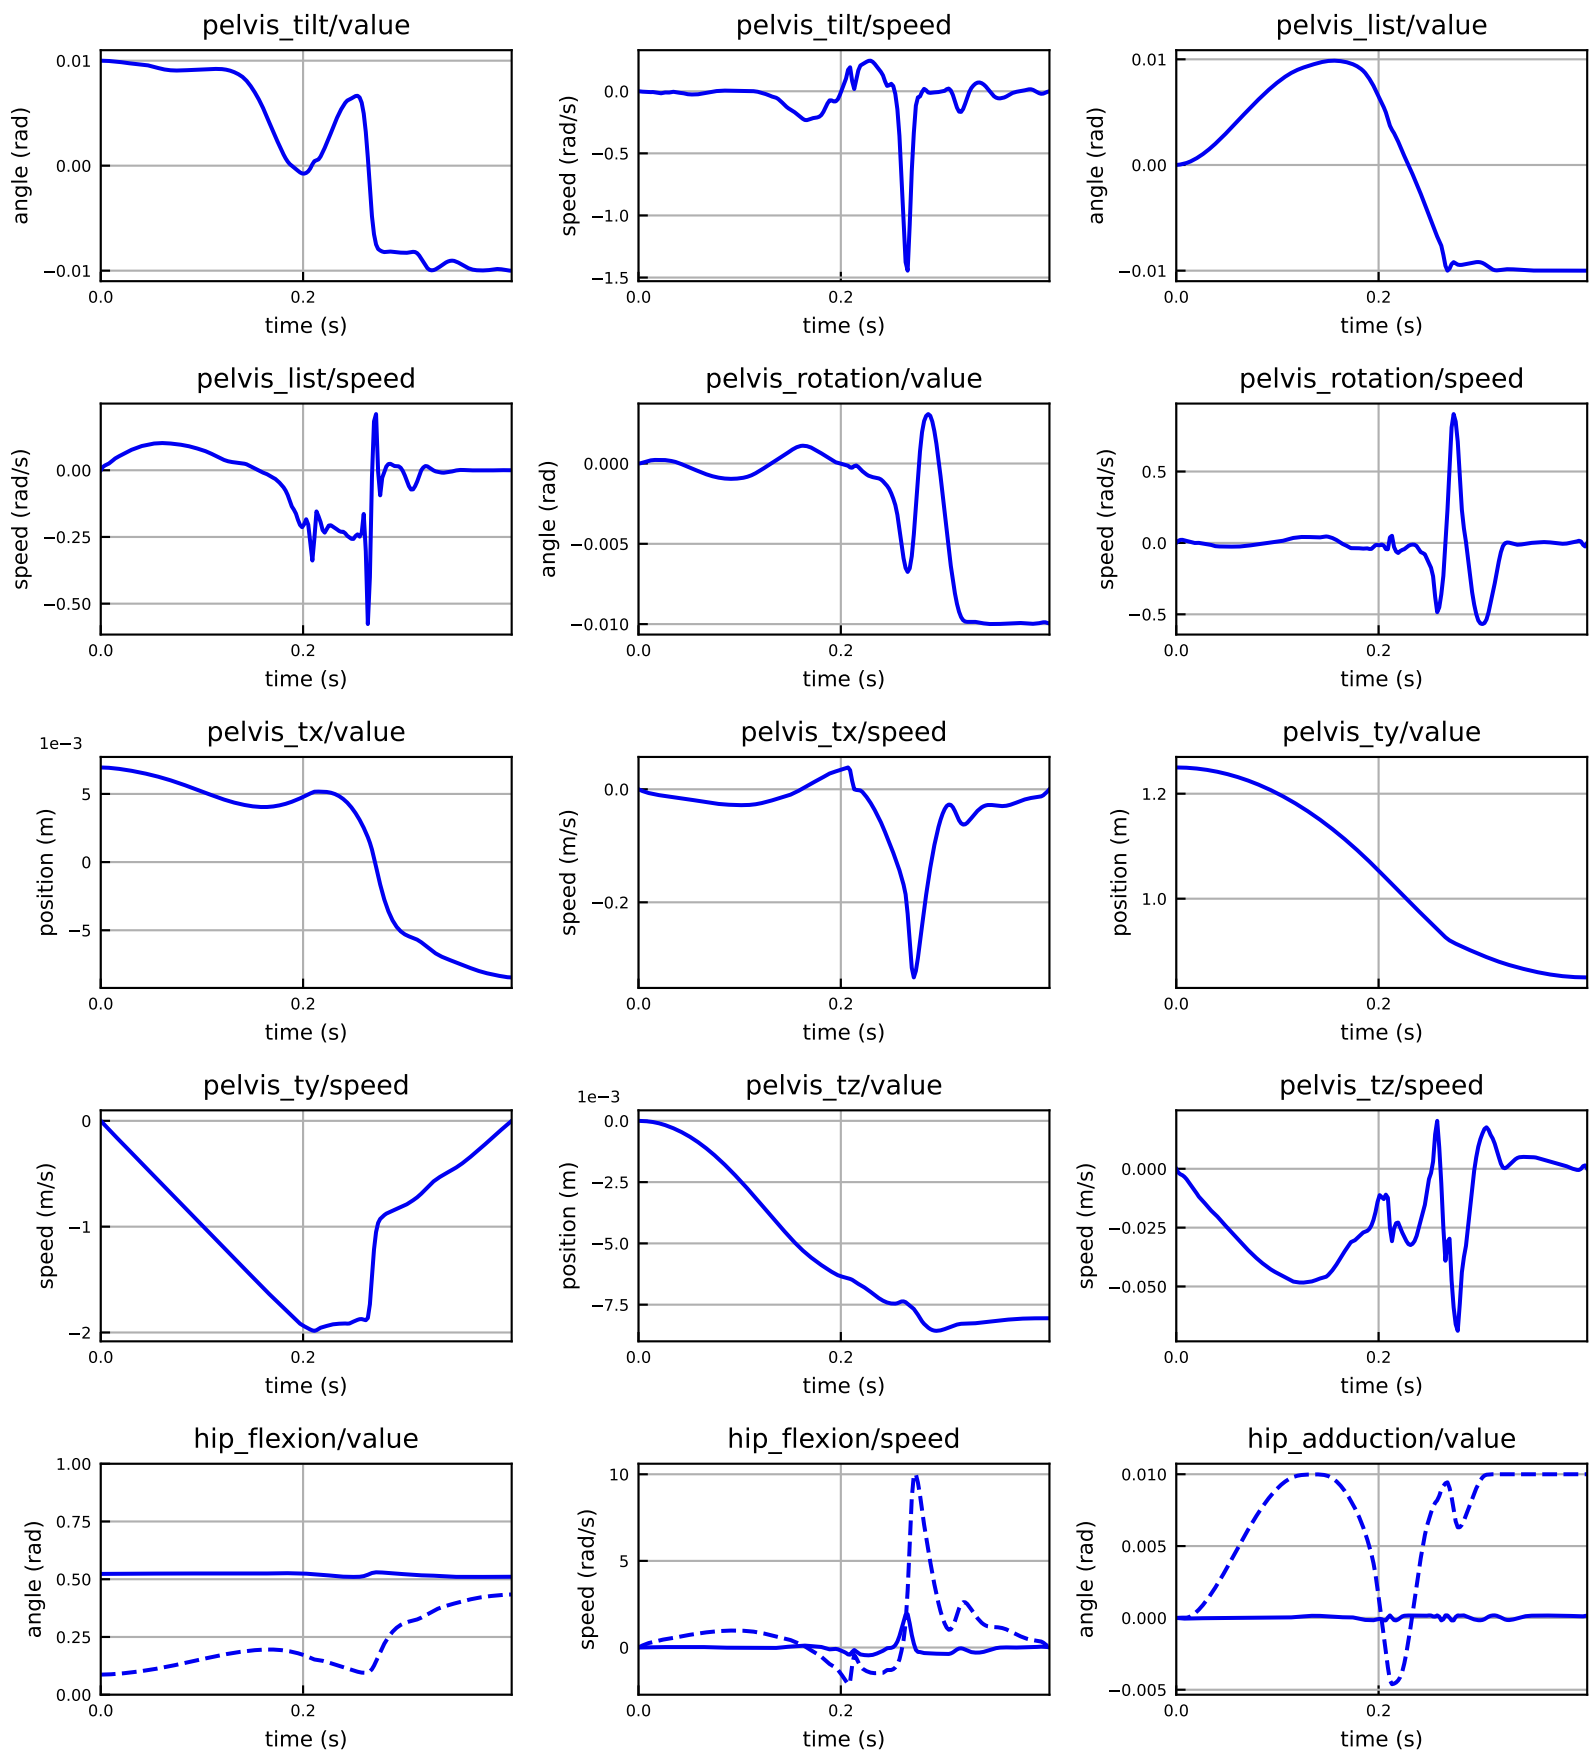 pelvis_tilt/value
pelvis_tilt/speed
pelvis_list/value
angle (rad)
0.01
0.00
−0.01
0.0
0.2
time (s)
speed (rad/s)
0.0
−0.5
−1.0
−1.5
0.0
0.2
time (s)
angle (rad)
0.01
0.00
−0.01
0.0
0.2
time (s)
pelvis_list/speed
pelvis_rotation/value
pelvis_rotation/speed
speed (rad/s)
0.00
−0.25
−0.50
0.0
0.2
time (s)
angle (rad)
0.000
−0.005
−0.010
0.0
0.2
time (s)
speed (rad/s)
0.5
0.0
−0.5
0.0
0.2
time (s)
pelvis_tx/value
pelvis_tx/speed
pelvis_ty/value
1e−3
position (m)
5
0
−5
0.0
0.2
time (s)
speed (m/s)
0.0
−0.2
0.0
0.2
time (s)
position (m)
1.2
1.0
0.0
0.2
time (s)
pelvis_ty/speed
pelvis_tz/value
pelvis_tz/speed
speed (m/s)
0
−1
−2
0.0
0.2
time (s)
1e−3
position (m)
0.0
−2.5
−5.0
−7.5
0.0
0.2
time (s)
speed (m/s)
0.000
−0.025
−0.050
0.0
0.2
time (s)
hip_flexion/value
hip_flexion/speed
hip_adduction/value
angle (rad)
1.00
0.75
0.50
0.25
0.00
0.0
0.2
time (s)
speed (rad/s)
10
5
0
0.0
0.2
time (s)
angle (rad)
0.010
0.005
0.000
−0.005
0.0
0.2
time (s)